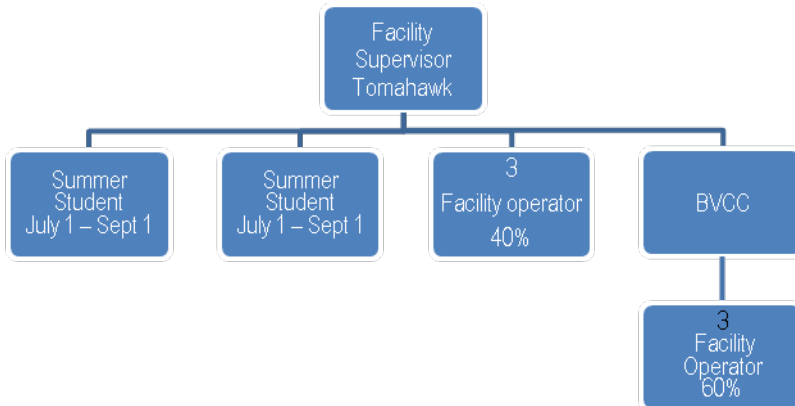 Facility
Supervisor
Tomahawk
Summer
Student
July 1 – Sept 1
Summer
Student
July 1 – Sept 1
3
Facility operator
40%
BVCC
3
Facility
Operator
60%